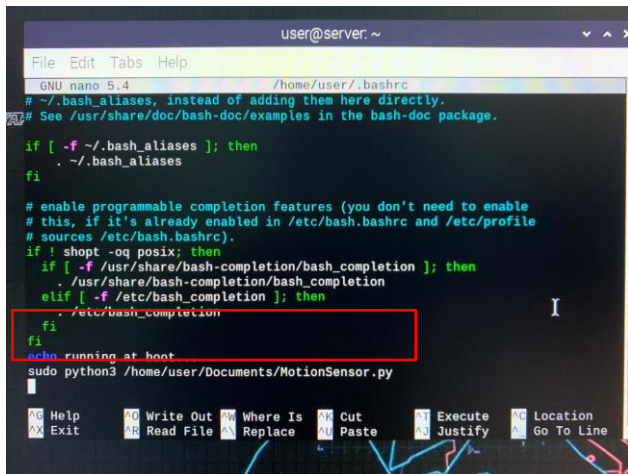 user@server: ~
File Edit Tabs Help
GNU nano 5.4 /home/user/.bashrc
# ~/.bash_aliases, instead of adding them here directly.
# See /usr/share/doc/bash-doc/examples in the bash-doc package.
if [ -f ~/.bash_aliases ]; then
. ~/.bash_aliases
fi
# enable programmable completion features (you don't need to enable
# this, if it's already enabled in /etc/bash.bashrc and /etc/profile
# sources /etc/bash.bashrc).
if ! shopt -oq posix; then
if [ -f /usr/share/bash-completion/bash_completion ]; then
. /usr/share/bash-completion/bash_completion
elif [ -f /etc/bash_completion ]; then
. /etc/bash_completion
fi
fi
echo running at boot...
sudo python3 /home/user/Documents/MotionSensor.py
^G Help ^O Write Out ^W Where Is ^K Cut ^T Execute ^C Location
^X Exit ^R Read File ^\ Replace ^U Paste ^J Justify ^_ Go To Line